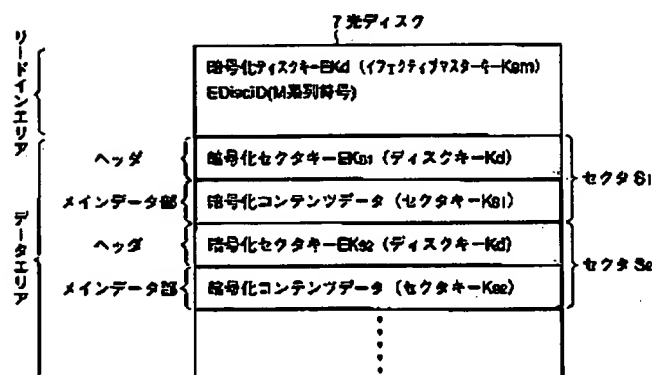 7光ディスク
リードインエリア
暗号化ディスクキーEKd (イフェクティブマスターキーKem)
EDiscID(M系列符号)
データエリア
ヘッダ
暗号化セクタキーEKs1 (ディスクキーKd)
メインデータ部
暗号化コンテンツデータ (セクタキーKs1)
セクタS1
ヘッダ
暗号化セクタキーEKs2 (ディスクキーKd)
メインデータ部
暗号化コンテンツデータ (セクタキーKs2)
セクタS2